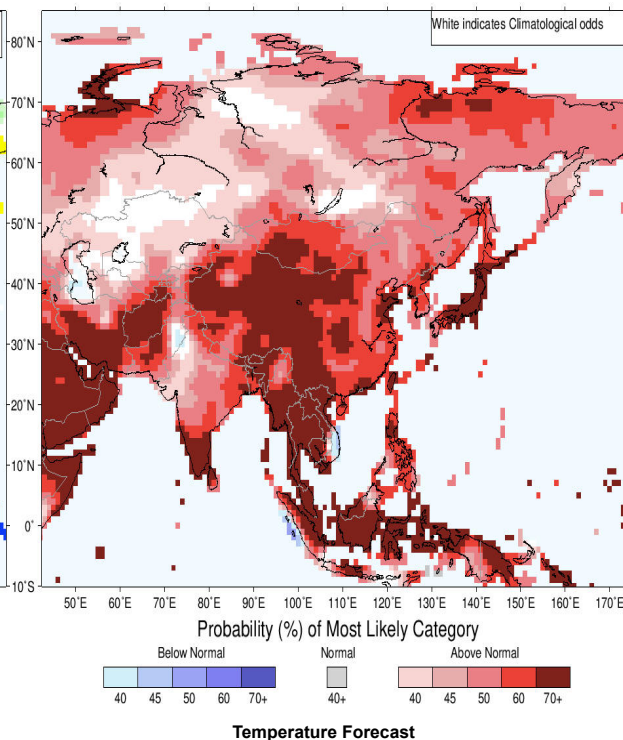 White indicates Climatological odds
80°N
70°N
60°N
50°N
40°N
30°N
20°N
10°N
0°
10°S
50°E 60°E 70°E 80°E 90°E 100°E 110°E 120°E 130°E 140°E 150°E 160°E 170°E
Probability (%) of Most Likely Category
Below Normal Normal Above Normal
40 45 50 60 70+ 40+ 40 45 50 60 70+
Temperature Forecast